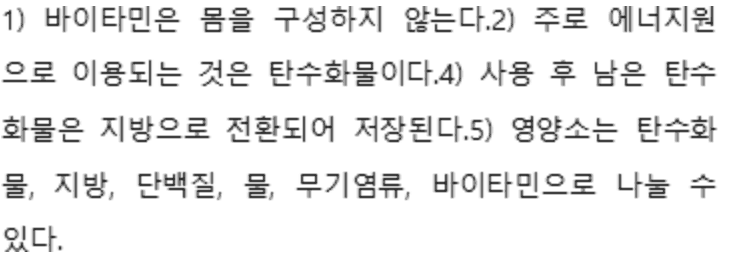 1) 바이타민은 몸을 구성하지 않는다.2) 주로 에너지원
으로 이용되는 것은 탄수화물이다.4) 사용 후 남은 탄수
화물은 지방으로 전환되어 저장된다.5) 영양소는 탄수화
물, 지방, 단백질, 물, 무기염류, 바이타민으로 나눌 수
있다.